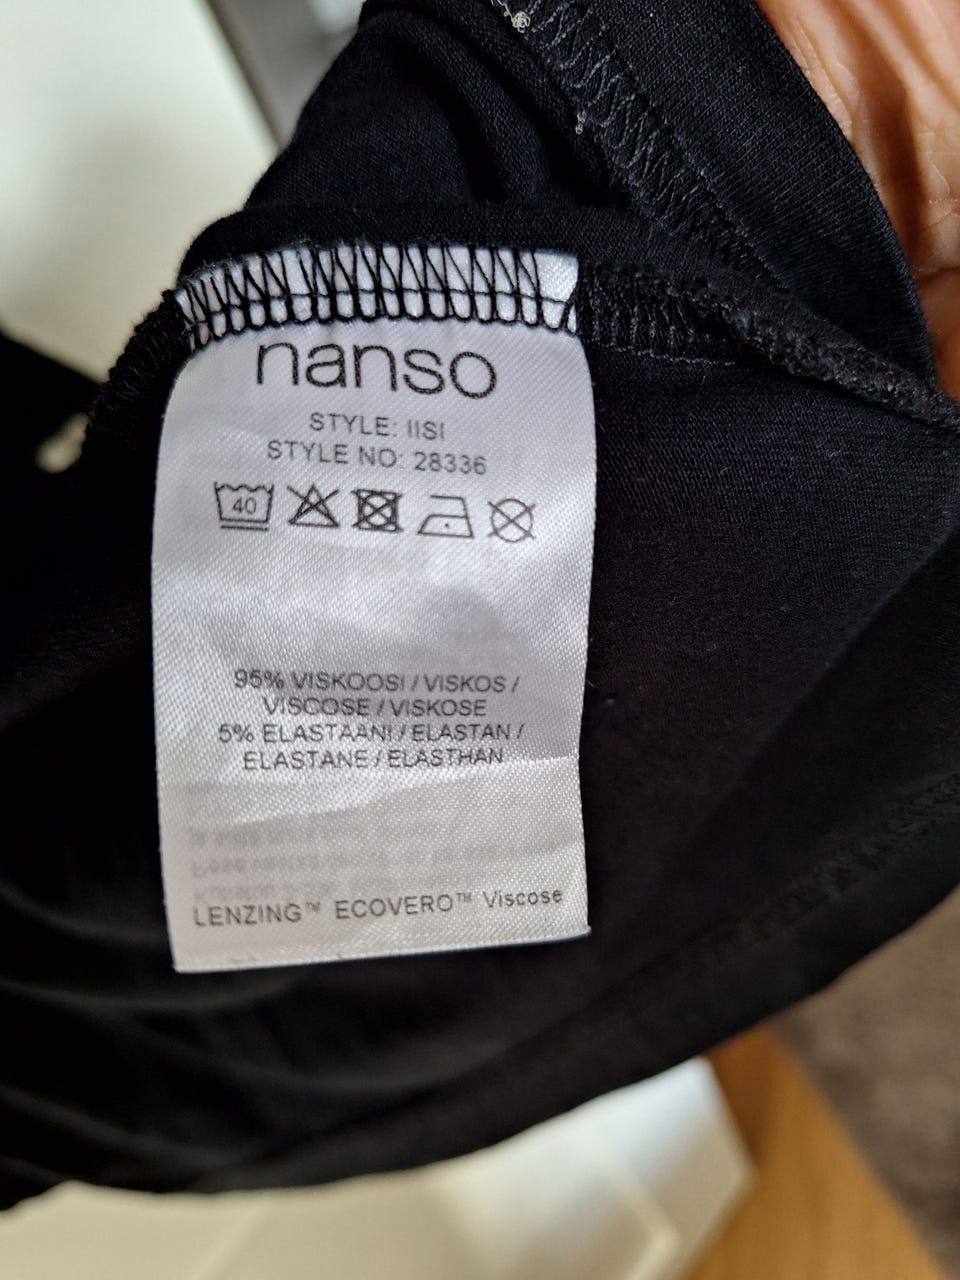 nanso
STYLE: IISI
STYLE NO: 28336
40
95% VISKOOSI / VISKOS /
VISCOSE / VISKOSE
5% ELASTAANI / ELASTAN /
ELASTANE / ELASTHAN
LENZING™ ECOVERO™ Viscose